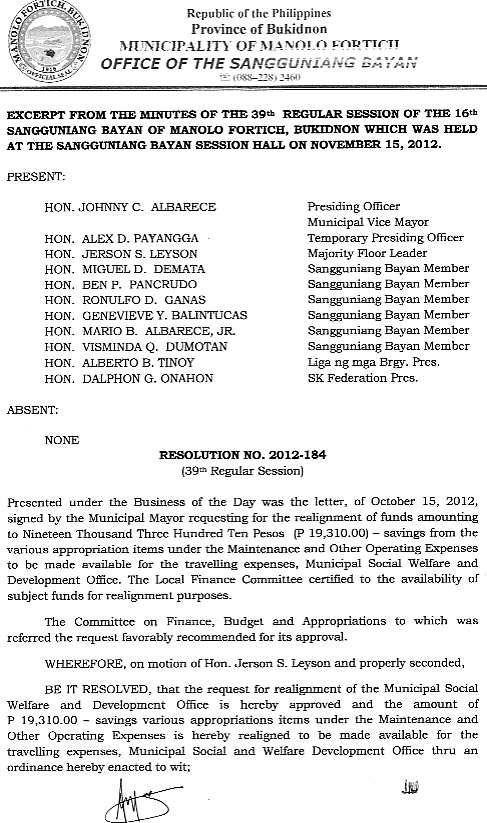 MANOLO FORTICH, BUKIDNON
OFFICIAL SEAL
Republic of the Philippines
Province of Bukidnon
MUNICIPALITY OF MANOLO FORTICH
OFFICE OF THE SANGGUNIANG BAYAN
☏ (088-228) 2460
EXCERPT FROM THE MINUTES OF THE 39th REGULAR SESSION OF THE 16th
SANGGUNIANG BAYAN OF MANOLO FORTICH, BUKIDNON WHICH WAS HELD
AT THE SANGGUNIANG BAYAN SESSION HALL ON NOVEMBER 15, 2012.
PRESENT:
HON. JOHNNY C. ALBARECE Presiding Officer
Municipal Vice Mayor
HON. ALEX D. PAYANGGA Temporary Presiding Officer
HON. JERSON S. LEYSON Majority Floor Leader
HON. MIGUEL D. DEMATA Sangguniang Bayan Member
HON. BEN P. PANCRUDO Sangguniang Bayan Member
HON. RONULFO D. GANAS Sangguniang Bayan Member
HON. GENEVIEVE Y. BALINTUCAS Sangguniang Bayan Member
HON. MARIO B. ALBARECE, JR. Sangguniang Bayan Member
HON. VISMINDA Q. DUMOTAN Sangguniang Bayan Member
HON. ALBERTO B. TINOY Liga ng mga Brgy. Pres.
HON. DALPHON G. ONAHON SK Federation Pres.
ABSENT:
NONE
RESOLUTION NO. 2012-184
(39th Regular Session)
Presented under the Business of the Day was the letter, of October 15, 2012,
signed by the Municipal Mayor requesting for the realignment of funds amounting
to Nineteen Thousand Three Hundred Ten Pesos (P 19,310.00) – savings from the
various appropriation items under the Maintenance and Other Operating Expenses
to be made available for the travelling expenses, Municipal Social Welfare and
Development Office. The Local Finance Committee certified to the availability of
subject funds for realignment purposes.
The Committee on Finance, Budget and Appropriations to which was
referred the request favorably recommended for its approval.
WHEREFORE, on motion of Hon. Jerson S. Leyson and properly seconded,
BE IT RESOLVED, that the request for realignment of the Municipal Social
Welfare and Development Office is hereby approved and the amount of
P 19,310.00 – savings various appropriations items under the Maintenance and
Other Operating Expenses is hereby realigned to be made available for the
travelling expenses, Municipal Social and Welfare Development Office thru an
ordinance hereby enacted to wit;